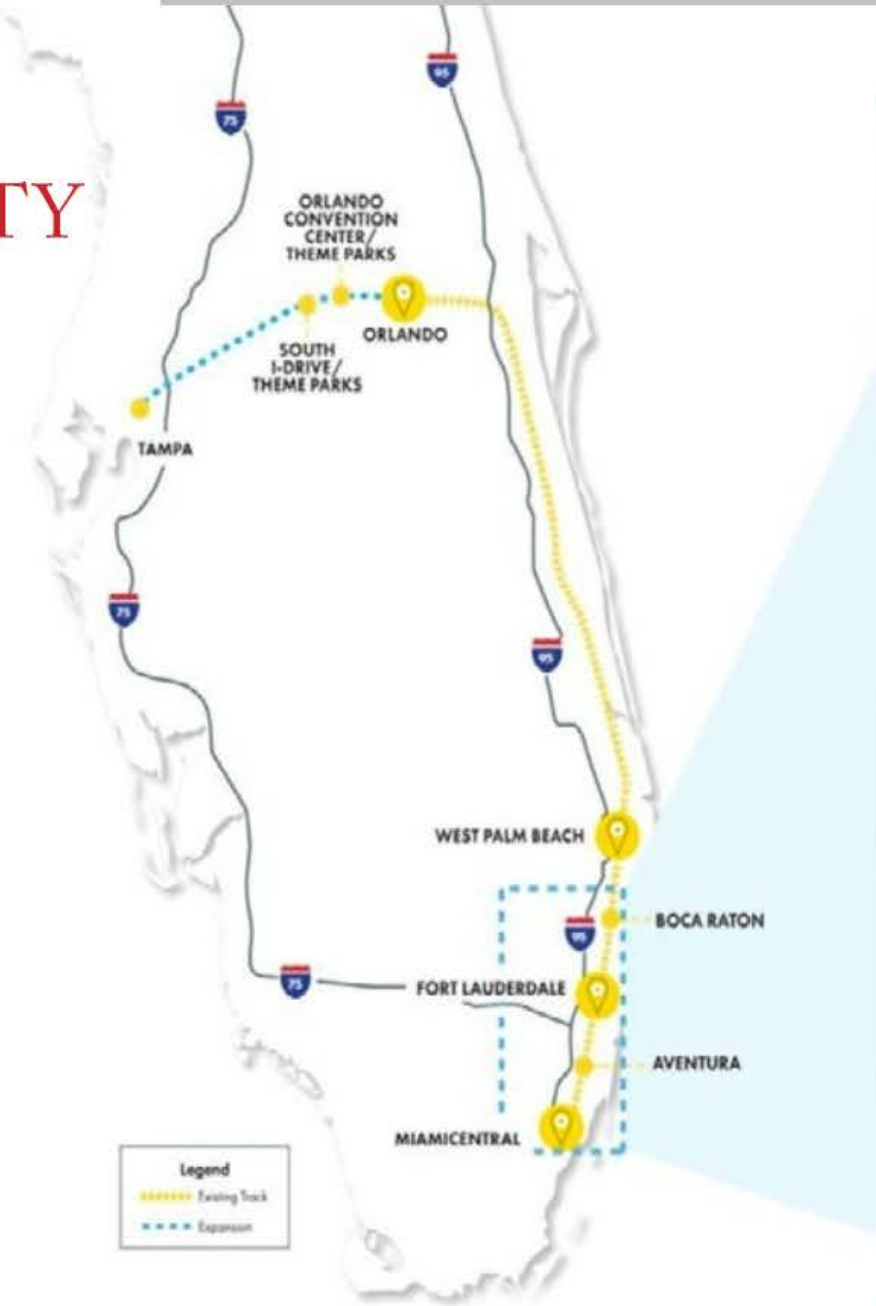 95
75
TY
ORLANDO
CONVENTION
CENTER/
THEME PARKS
ORLANDO
SOUTH
I-DRIVE/
THEME PARKS
TAMPA
75
95
WEST PALM BEACH
BOCA RATON
95
75
FORT LAUDERDALE
AVENTURA
MIAMICENTRAL
Legend
Existing Track
Expansion